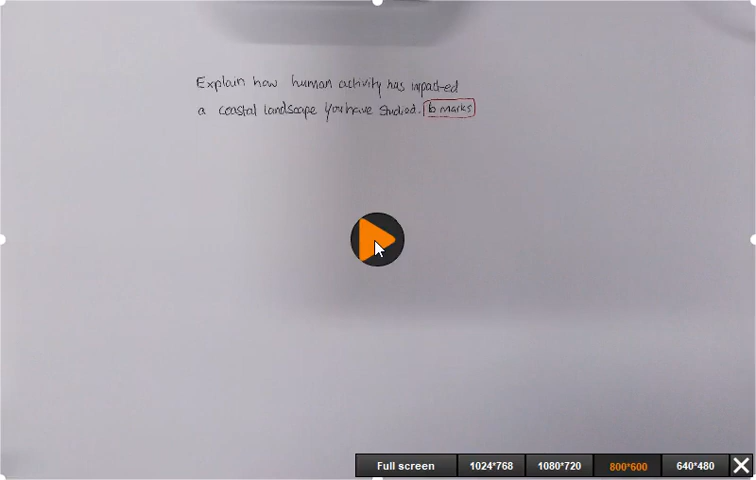 Explain how human activity has impacted
a coastal landscape you have studied. 6 marks
Full screen 1024*768 1080*720 800*600 640*480